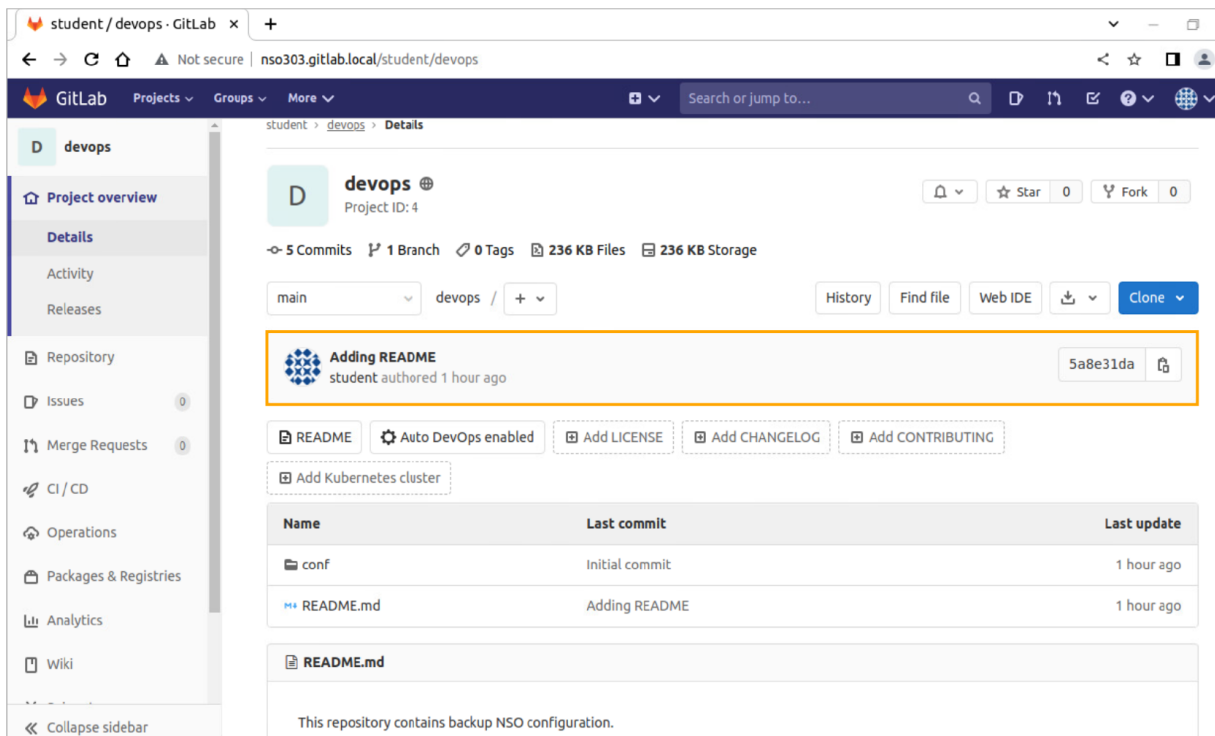 student / devops · GitLab × +
Not secure | nso303.gitlab.local/student/devops
GitLab Projects Groups More Search or jump to...
student > devops > Details
D devops
Project overview
Details
Activity
Releases
Repository
Issues 0
Merge Requests 0
CI / CD
Operations
Packages & Registries
Analytics
Wiki
Collapse sidebar
D
devops
Project ID: 4
Star 0 Fork 0
5 Commits 1 Branch 0 Tags 236 KB Files 236 KB Storage
main devops / + History Find file Web IDE Clone
Adding README
student authored 1 hour ago
5a8e31da
README Auto DevOps enabled Add LICENSE Add CHANGELOG Add CONTRIBUTING
Add Kubernetes cluster
Name Last commit Last update
conf Initial commit 1 hour ago
README.md Adding README 1 hour ago
README.md
This repository contains backup NSO configuration.